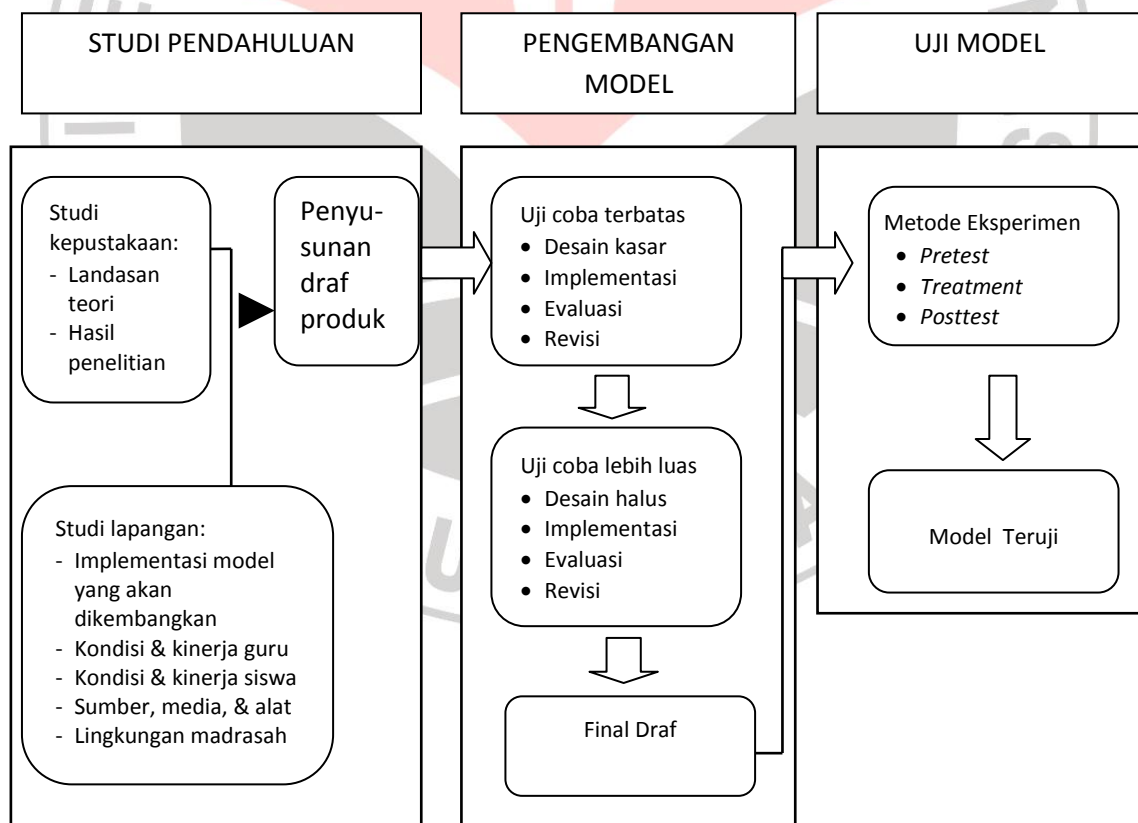 STUDI PENDAHULUAN
PENGEMBANGAN
MODEL
UJI MODEL
Studi
kepustakaan:
- Landasan
teori
- Hasil
penelitian
Penyu-
sunan
draf
produk
Studi lapangan:
- Implementasi model
yang akan
dikembangkan
- Kondisi & kinerja guru
- Kondisi & kinerja siswa
- Sumber, media, & alat
- Lingkungan madrasah
Uji coba terbatas
• Desain kasar
• Implementasi
• Evaluasi
• Revisi
Uji coba lebih luas
• Desain halus
• Implementasi
• Evaluasi
• Revisi
Final Draf
Metode Eksperimen
• Pretest
• Treatment
• Posttest
Model Teruji